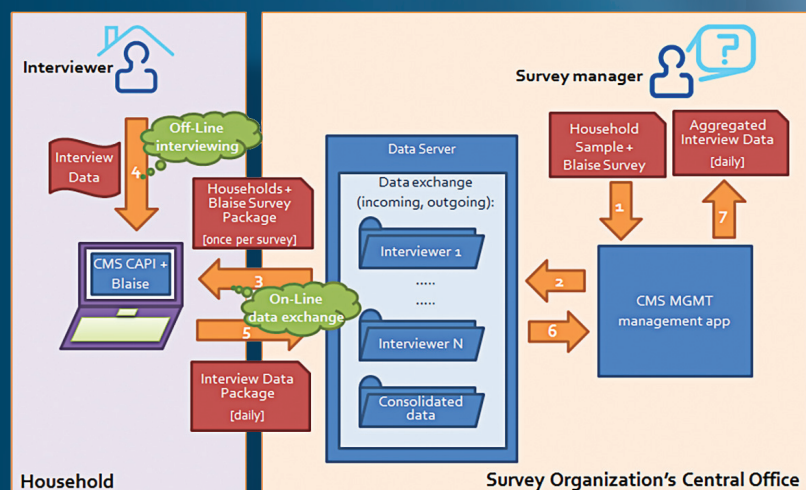 Interviewer
Survey manager
Off-Line
interviewing
Interview
Data
4
Households +
Blaise Survey
Package
[once per survey]
CMS CAPI +
Blaise
3
On-Line
data exchange
5
Interview Data
Package
[daily]
Household
Data Server
Data exchange
(incoming, outgoing):
Interviewer 1
.....
.....
Interviewer N
Consolidated
data
Household
Sample +
Blaise Survey
Aggregated
Interview Data
[daily]
1
7
2
6
CMS MGMT
management app
Survey Organization's Central Office
?